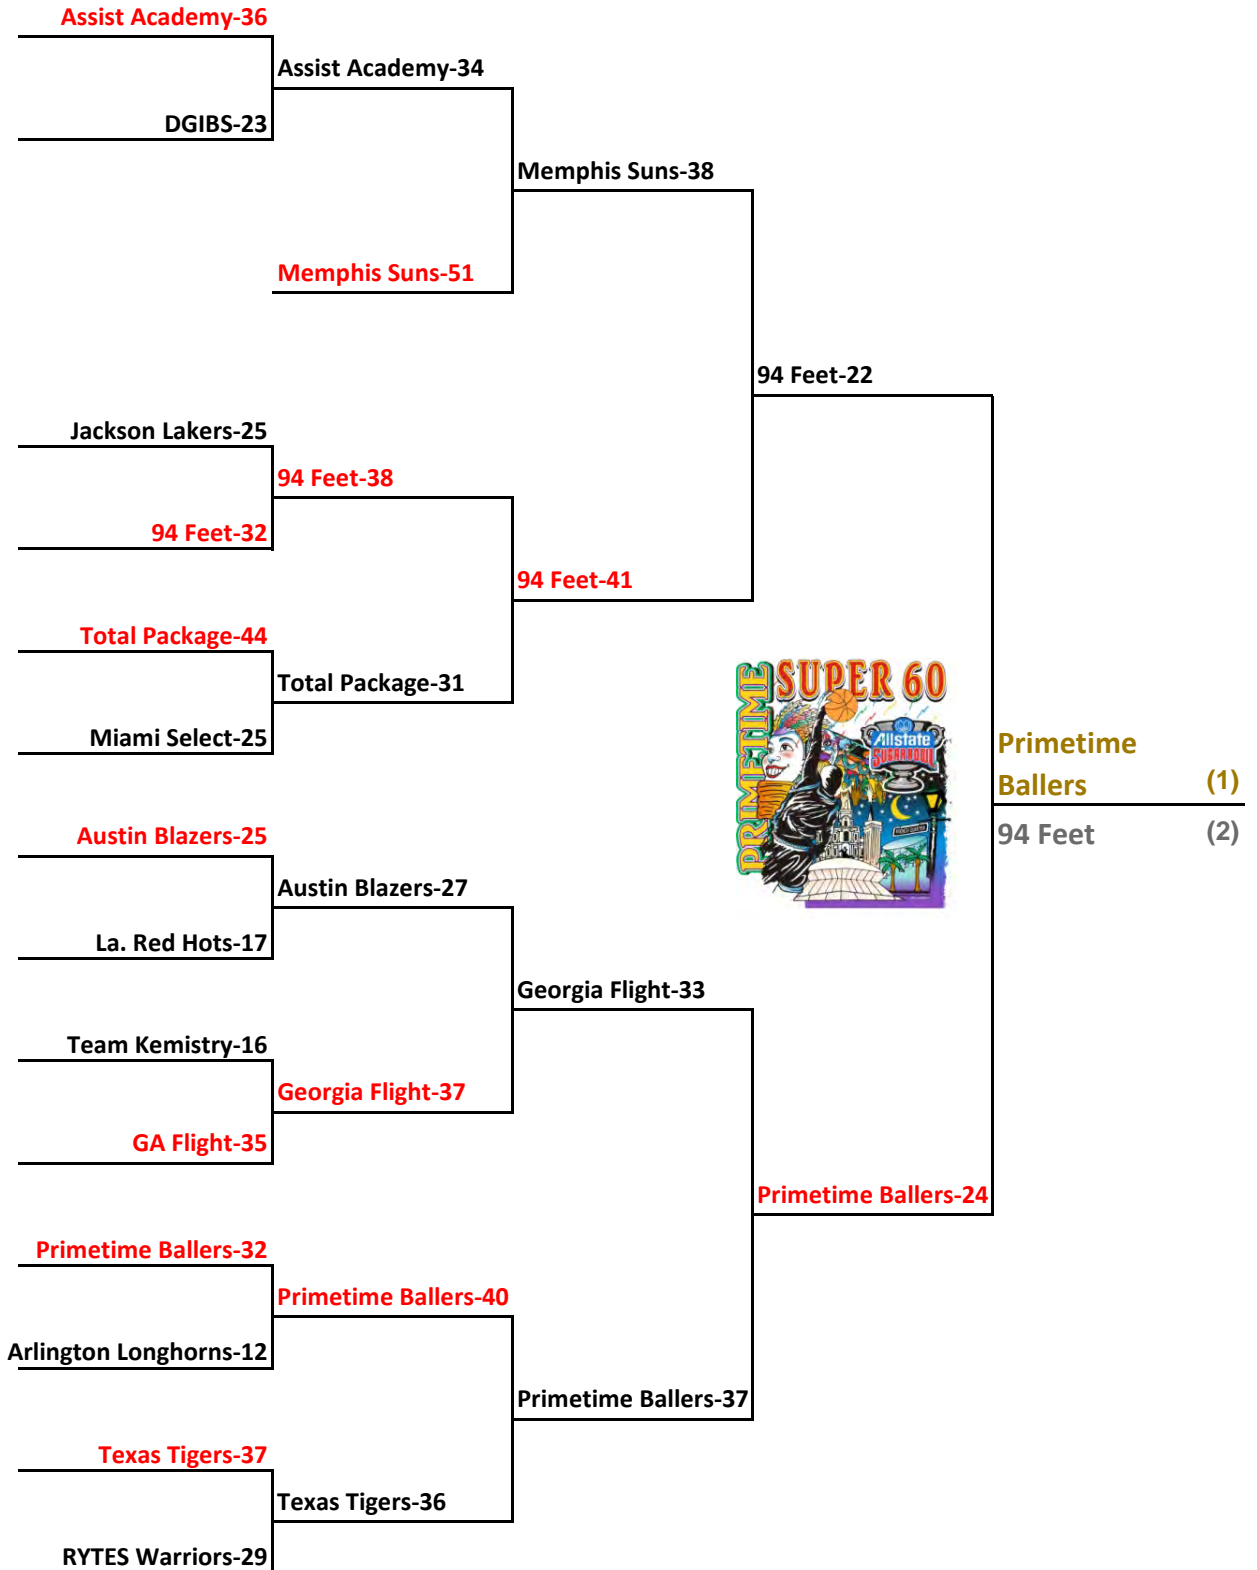 Assist Academy-36
Assist Academy-34
DGIBS-23
Memphis Suns-38
Memphis Suns-51
94 Feet-22
Jackson Lakers-25
94 Feet-38
94 Feet-32
94 Feet-41
Total Package-44
Total Package-31
Miami Select-25
PRIMETIME
SUPER 60
Allstate
SUGAR BOWL
Primetime
Ballers (1)
94 Feet (2)
Austin Blazers-25
Austin Blazers-27
La. Red Hots-17
Georgia Flight-33
Team Kemistry-16
Georgia Flight-37
GA Flight-35
Primetime Ballers-24
Primetime Ballers-32
Primetime Ballers-40
Arlington Longhorns-12
Primetime Ballers-37
Texas Tigers-37
Texas Tigers-36
RYTES Warriors-29